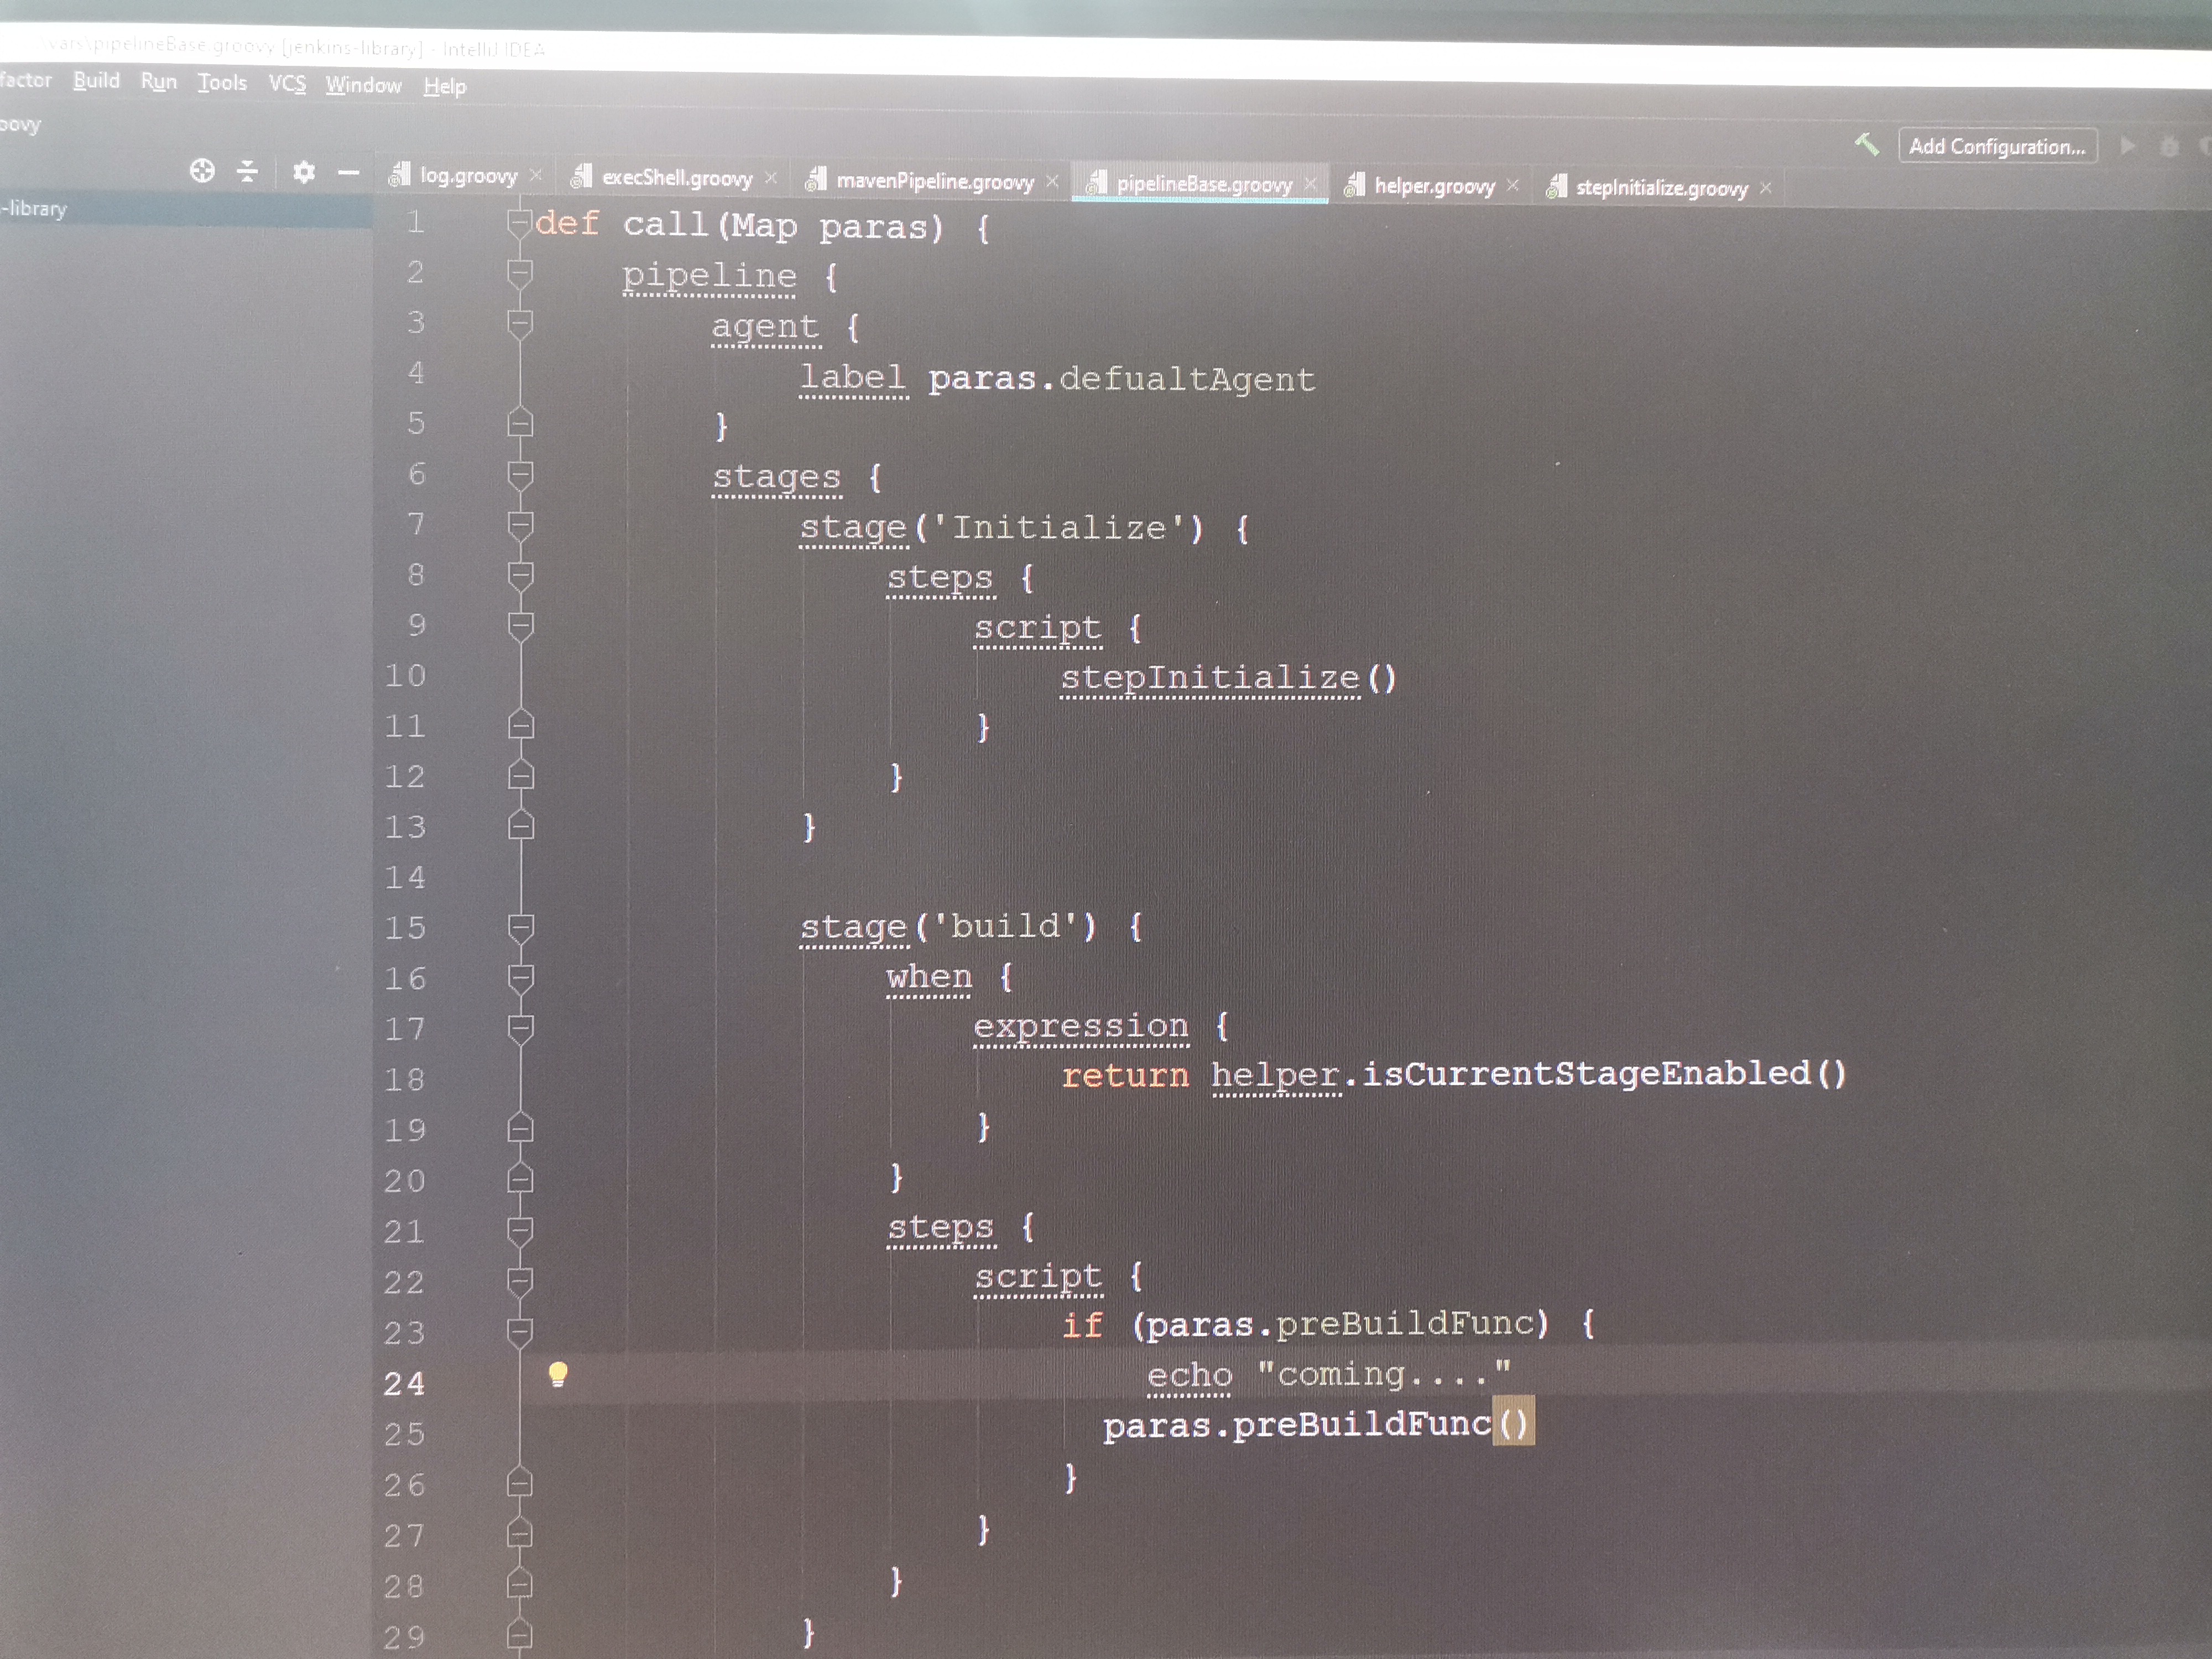 \vars\pipelineBase.groovy [jenkins-library] - IntelliJ IDEA
factor Build Run Tools VCS Window Help
oovy
Add Configuration...
log.groovy execShell.groovy mavenPipeline.groovy pipelineBase.groovy helper.groovy stepInitialize.groovy
-library
1 def call(Map paras) {
2 pipeline {
3 agent {
4 label paras.defualtAgent
5 }
6 stages {
7 stage('Initialize') {
8 steps {
9 script {
10 stepInitialize()
11 }
12 }
13 }
14
15 stage('build') {
16 when {
17 expression {
18 return helper.isCurrentStageEnabled()
19 }
20 }
21 steps {
22 script {
23 if (paras.preBuildFunc) {
24 echo "coming...."
25 paras.preBuildFunc()
26 }
27 }
28 }
29 }